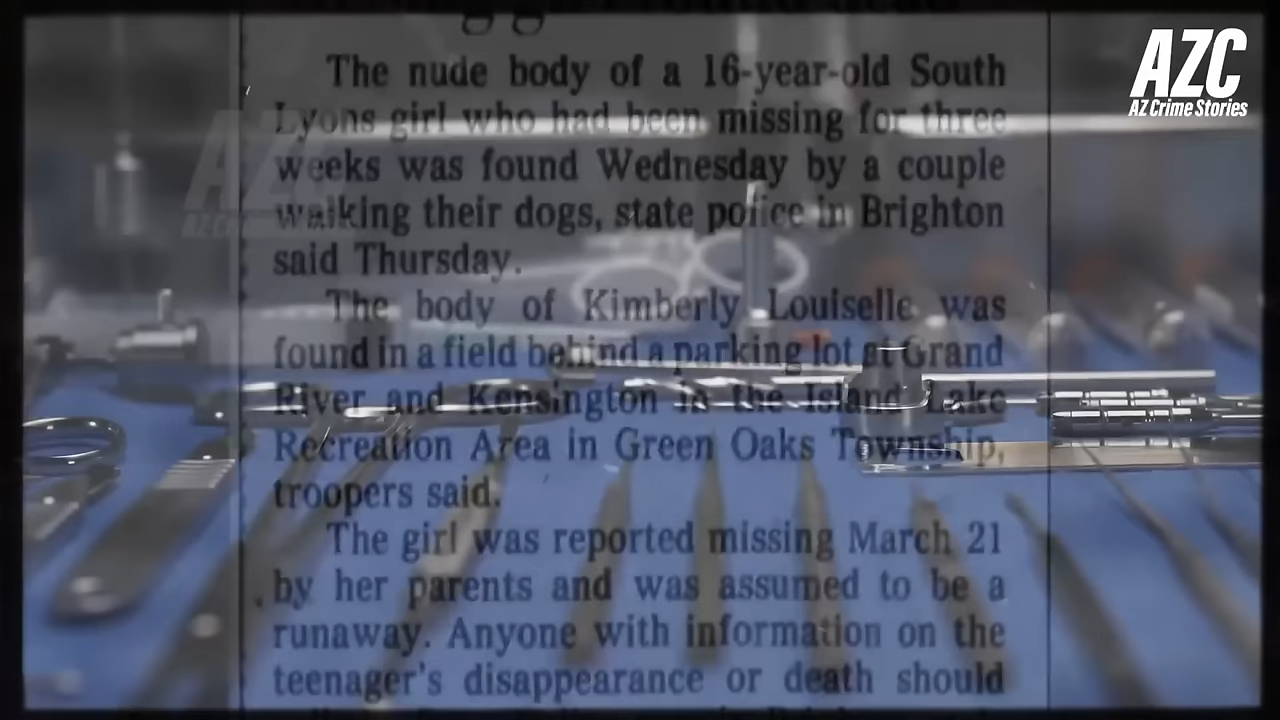 AZC
AZ Crime Stories
The nude body of a 16-year-old South
Lyons girl who had been missing for three
weeks was found Wednesday by a couple
walking their dogs, state police in Brighton
said Thursday.
The body of Kimberly Louiselle was
found in a field behind a parking lot at Grand
River and Kensington in the Island Lake
Recreation Area in Green Oaks Township,
troopers said.
The girl was reported missing March 21
by her parents and was assumed to be a
runaway. Anyone with information on the
teenager's disappearance or death should